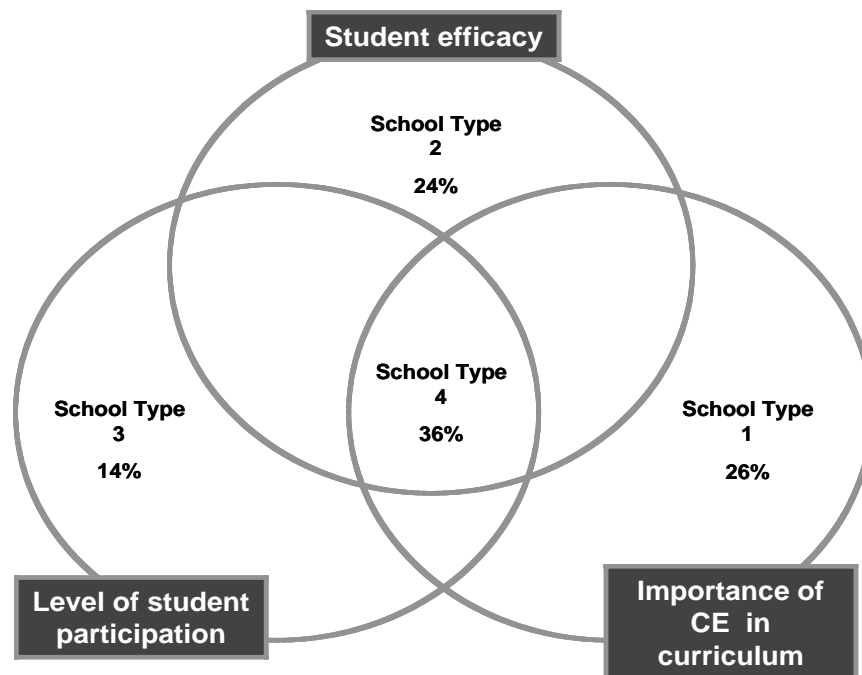 Student efficacy
School Type
2
24%
School Type
4
36%
School Type
3
14%
School Type
1
26%
Level of student
participation
Importance of
CE in
curriculum